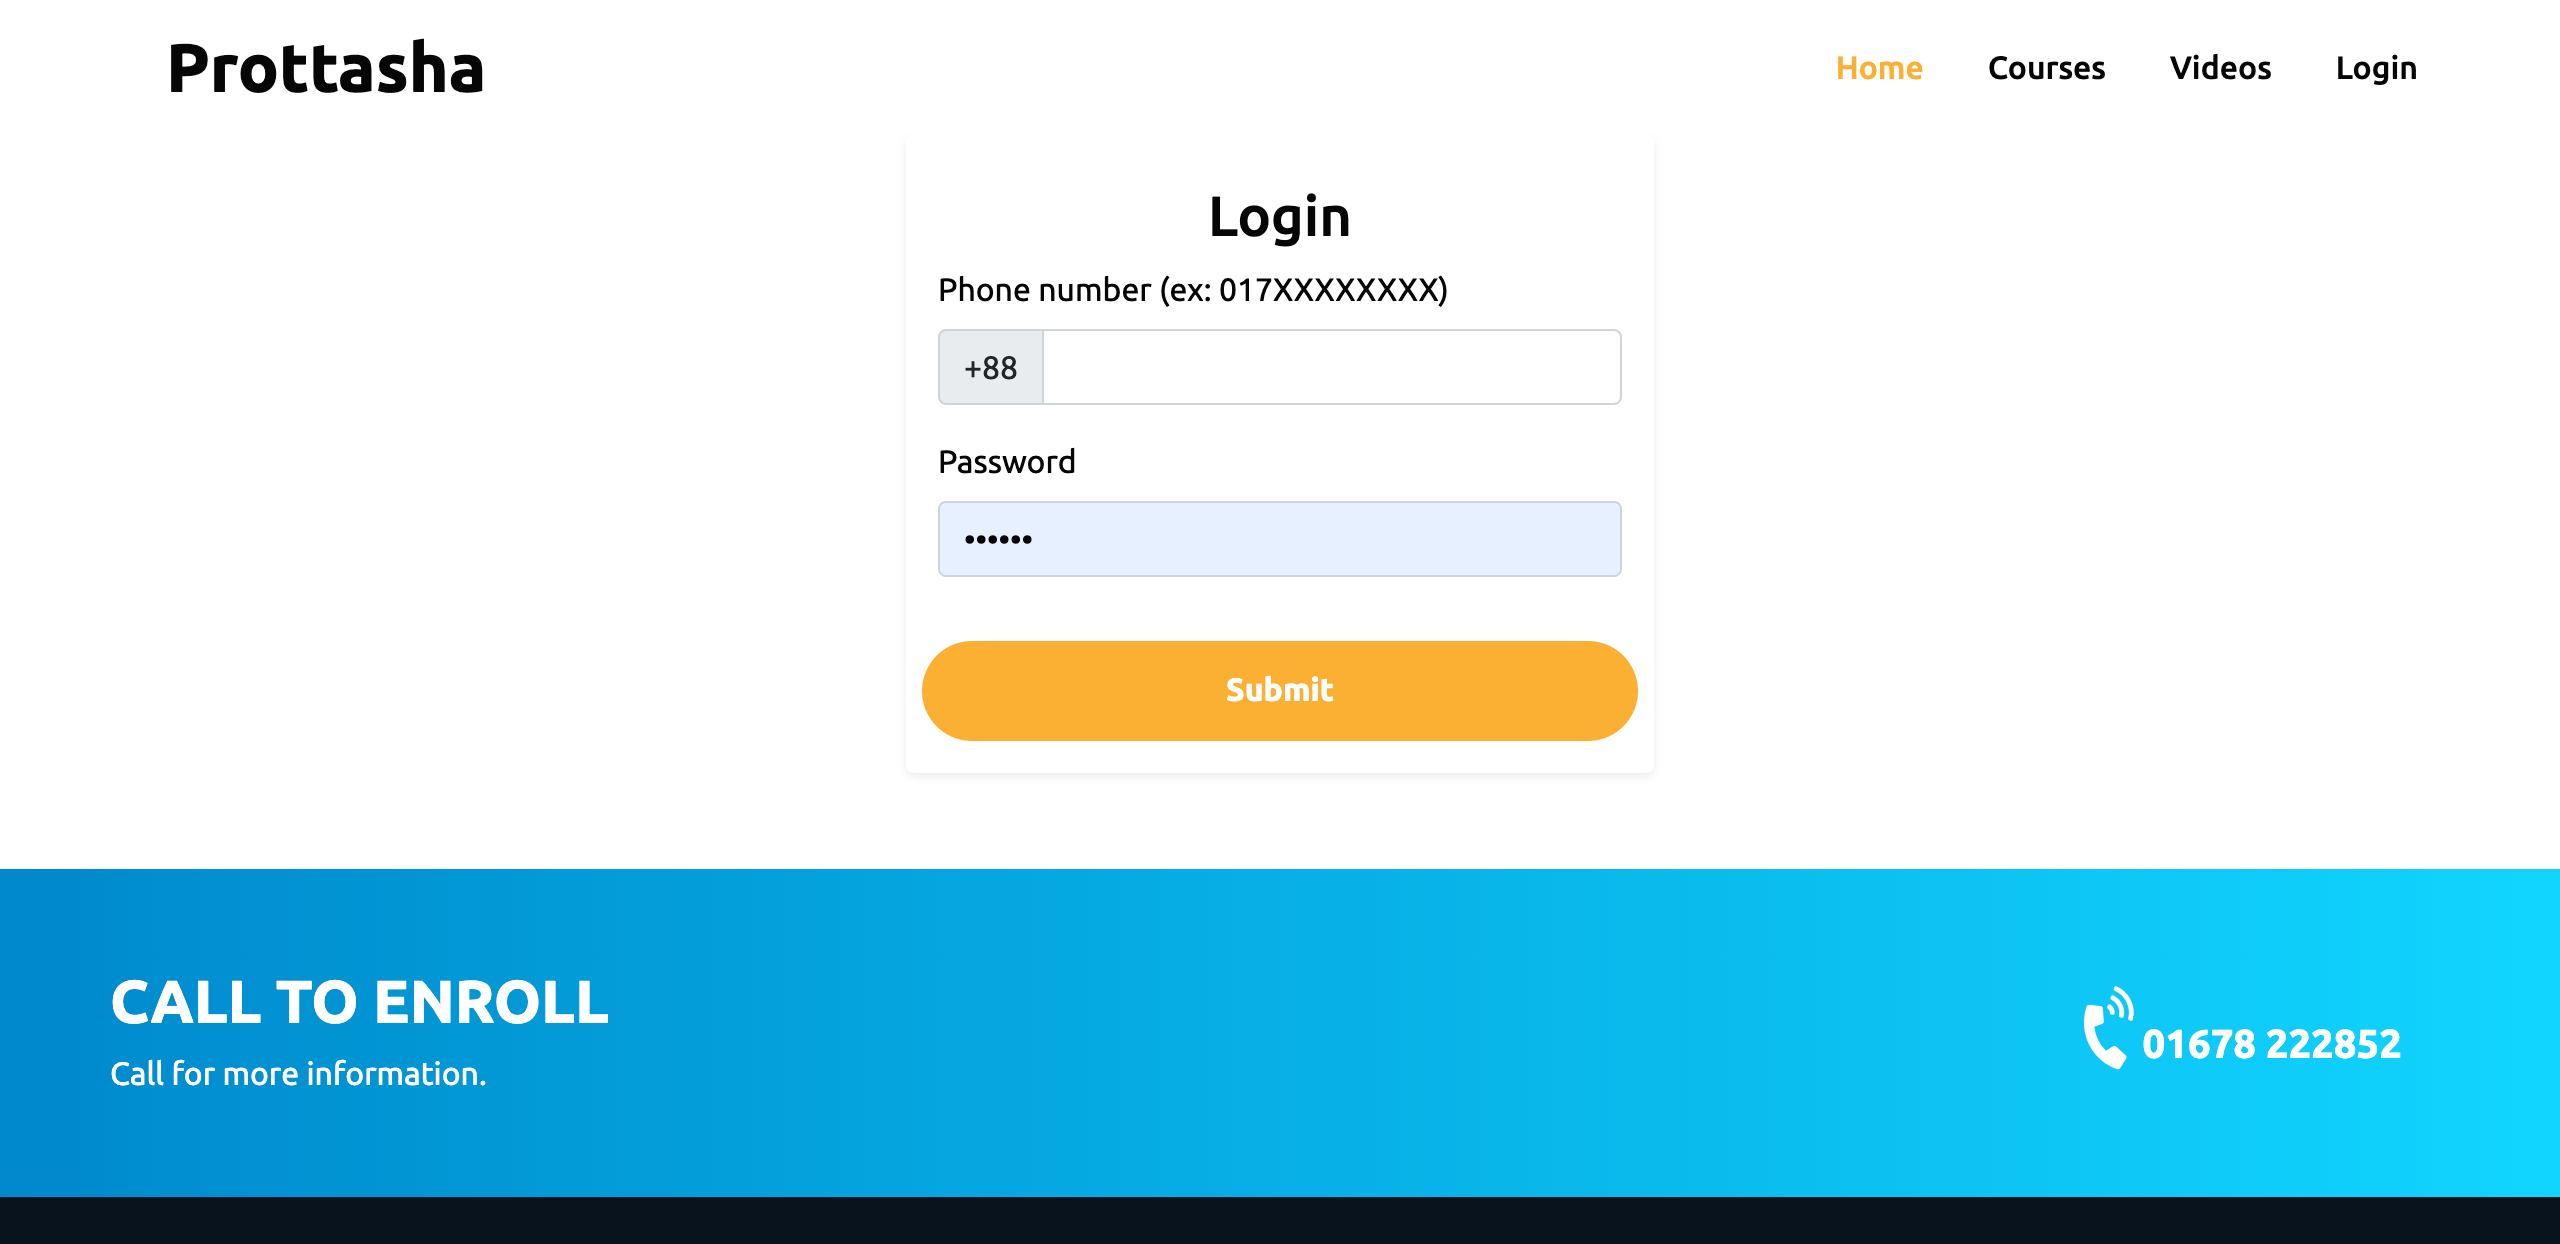 Prottasha
Home Courses Videos Login
Login
Phone number (ex: 017XXXXXXXX)
+88
Password
••••••
Submit
CALL TO ENROLL
Call for more information.
01678 222852